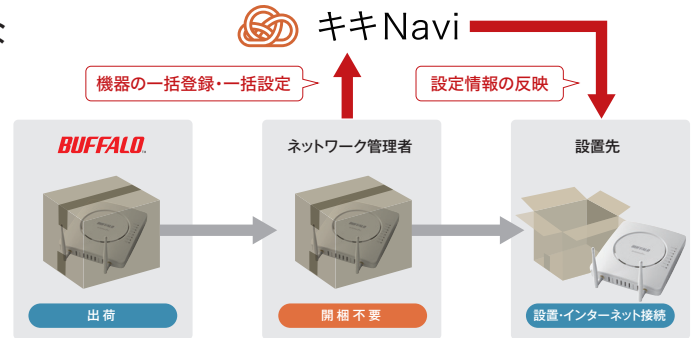 キキNavi
機器の一括登録・一括設定
設定情報の反映
BUFFALO
ネットワーク管理者
設置先
出荷
開梱不要
設置・インターネット接続